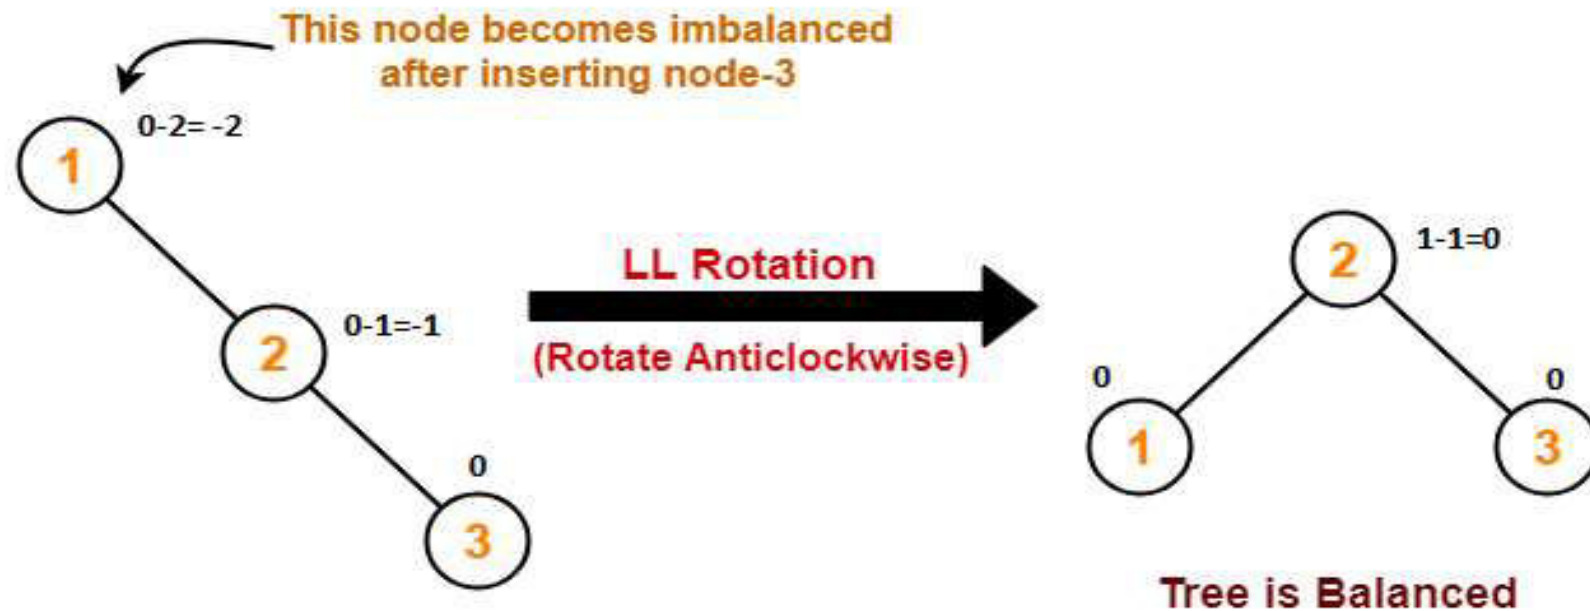 This node becomes imbalanced
after inserting node-3
0-2= -2
1
0-1=-1
2
0
3
LL Rotation
(Rotate Anticlockwise)
1-1=0
2
0
1
0
3
Tree is Balanced